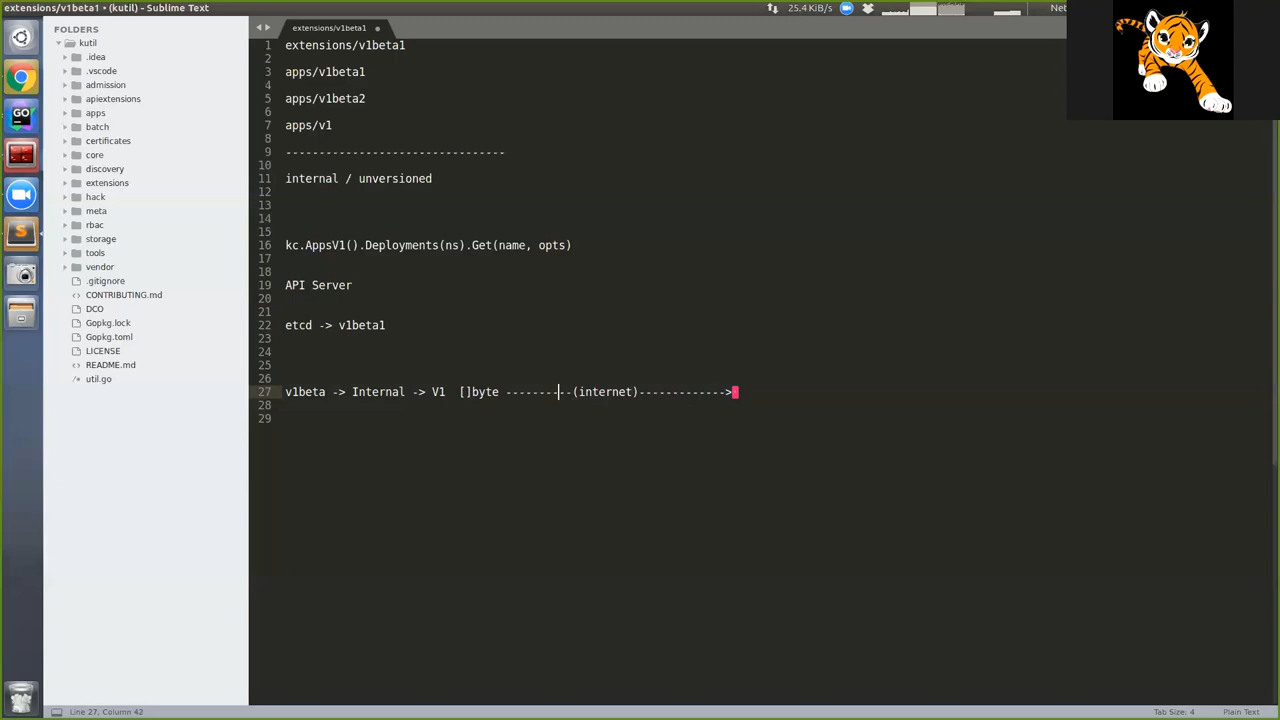 extensions/v1beta1 • (kutil) - Sublime Text
25.4 KiB/s
Net
FOLDERS
kutil
.idea
.vscode
admission
apiextensions
apps
batch
certificates
core
discovery
extensions
hack
meta
rbac
storage
tools
vendor
.gitignore
CONTRIBUTING.md
DCO
Gopkg.lock
Gopkg.toml
LICENSE
README.md
util.go
extensions/v1beta1
1 extensions/v1beta1
2
3 apps/v1beta1
4
5 apps/v1beta2
6
7 apps/v1
8
9 ---------------------------------
10
11 internal / unversioned
12
13
14
15
16 kc.AppsV1().Deployments(ns).Get(name, opts)
17
18
19 API Server
20
21
22 etcd -> v1beta1
23
24
25
26
27 v1beta -> Internal -> V1  []byte ----------(internet)------------->
28
29
Line 27, Column 42
Tab Size: 4
Plain Text